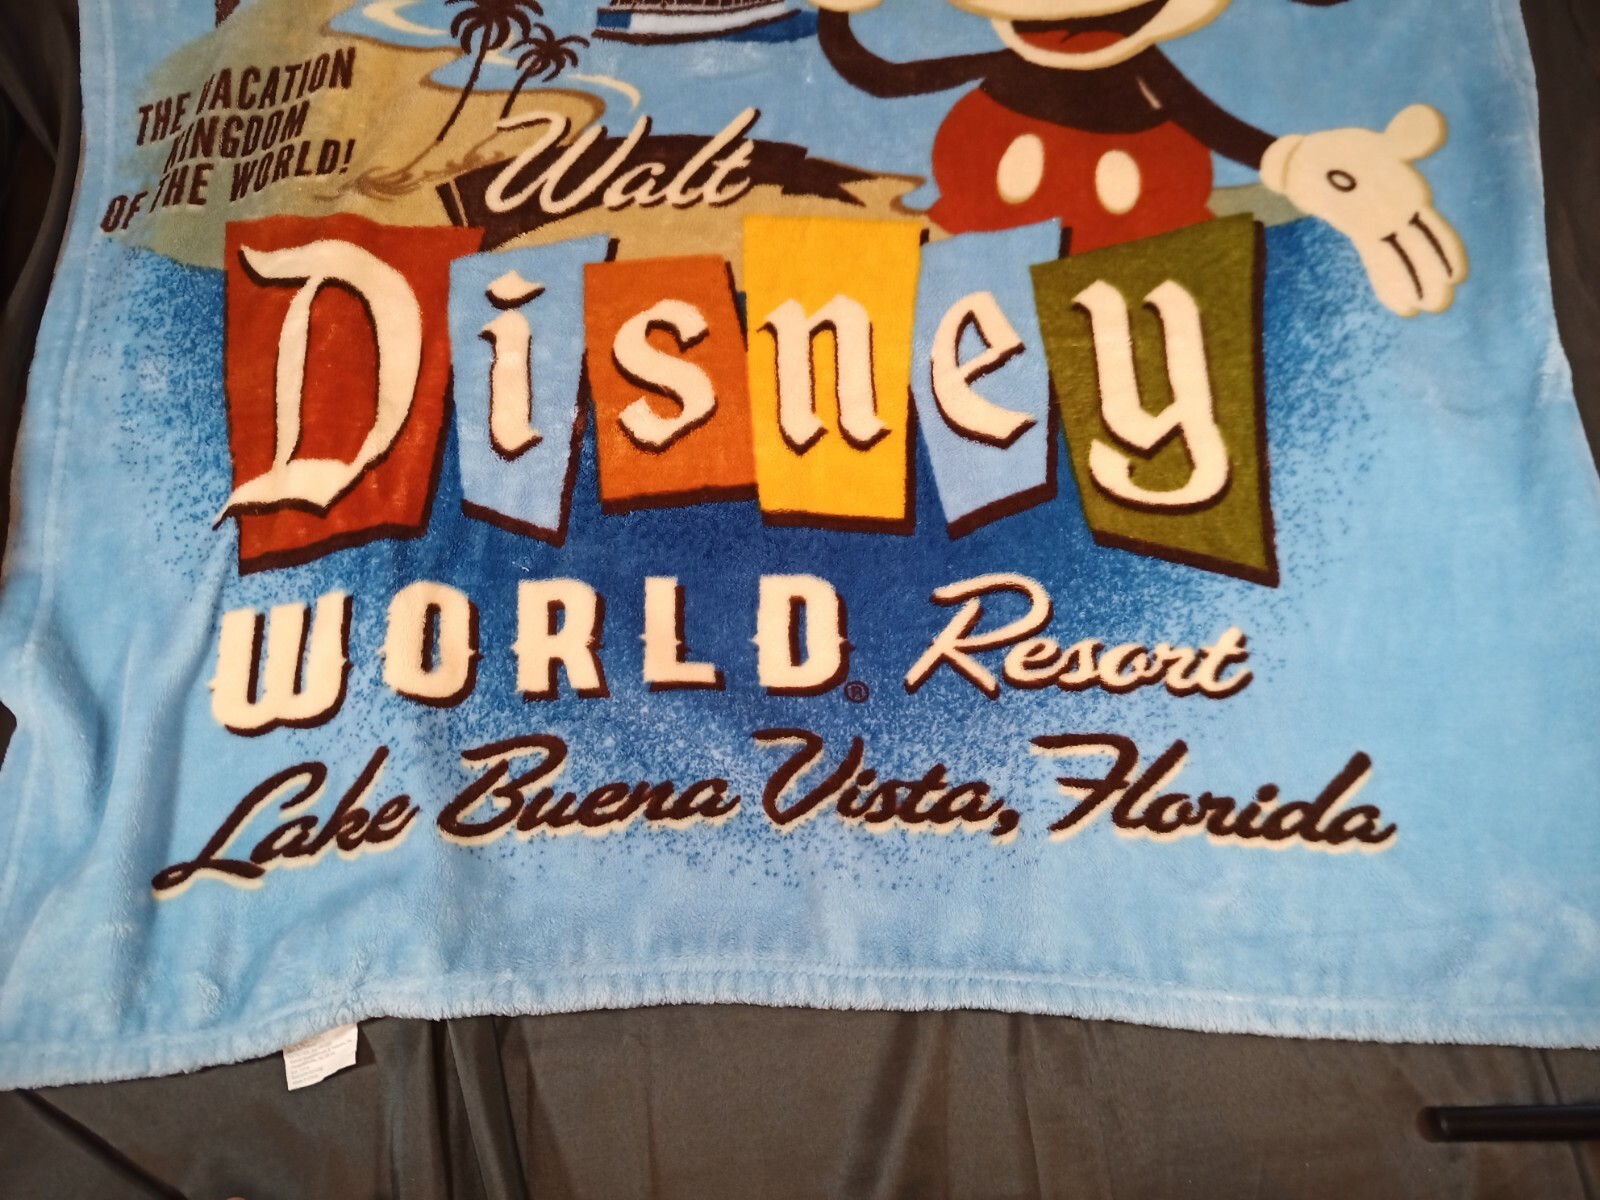 THE VACATION
KINGDOM
OF THE WORLD!
Walt
Disney
WORLD® Resort
Lake Buena Vista, Florida